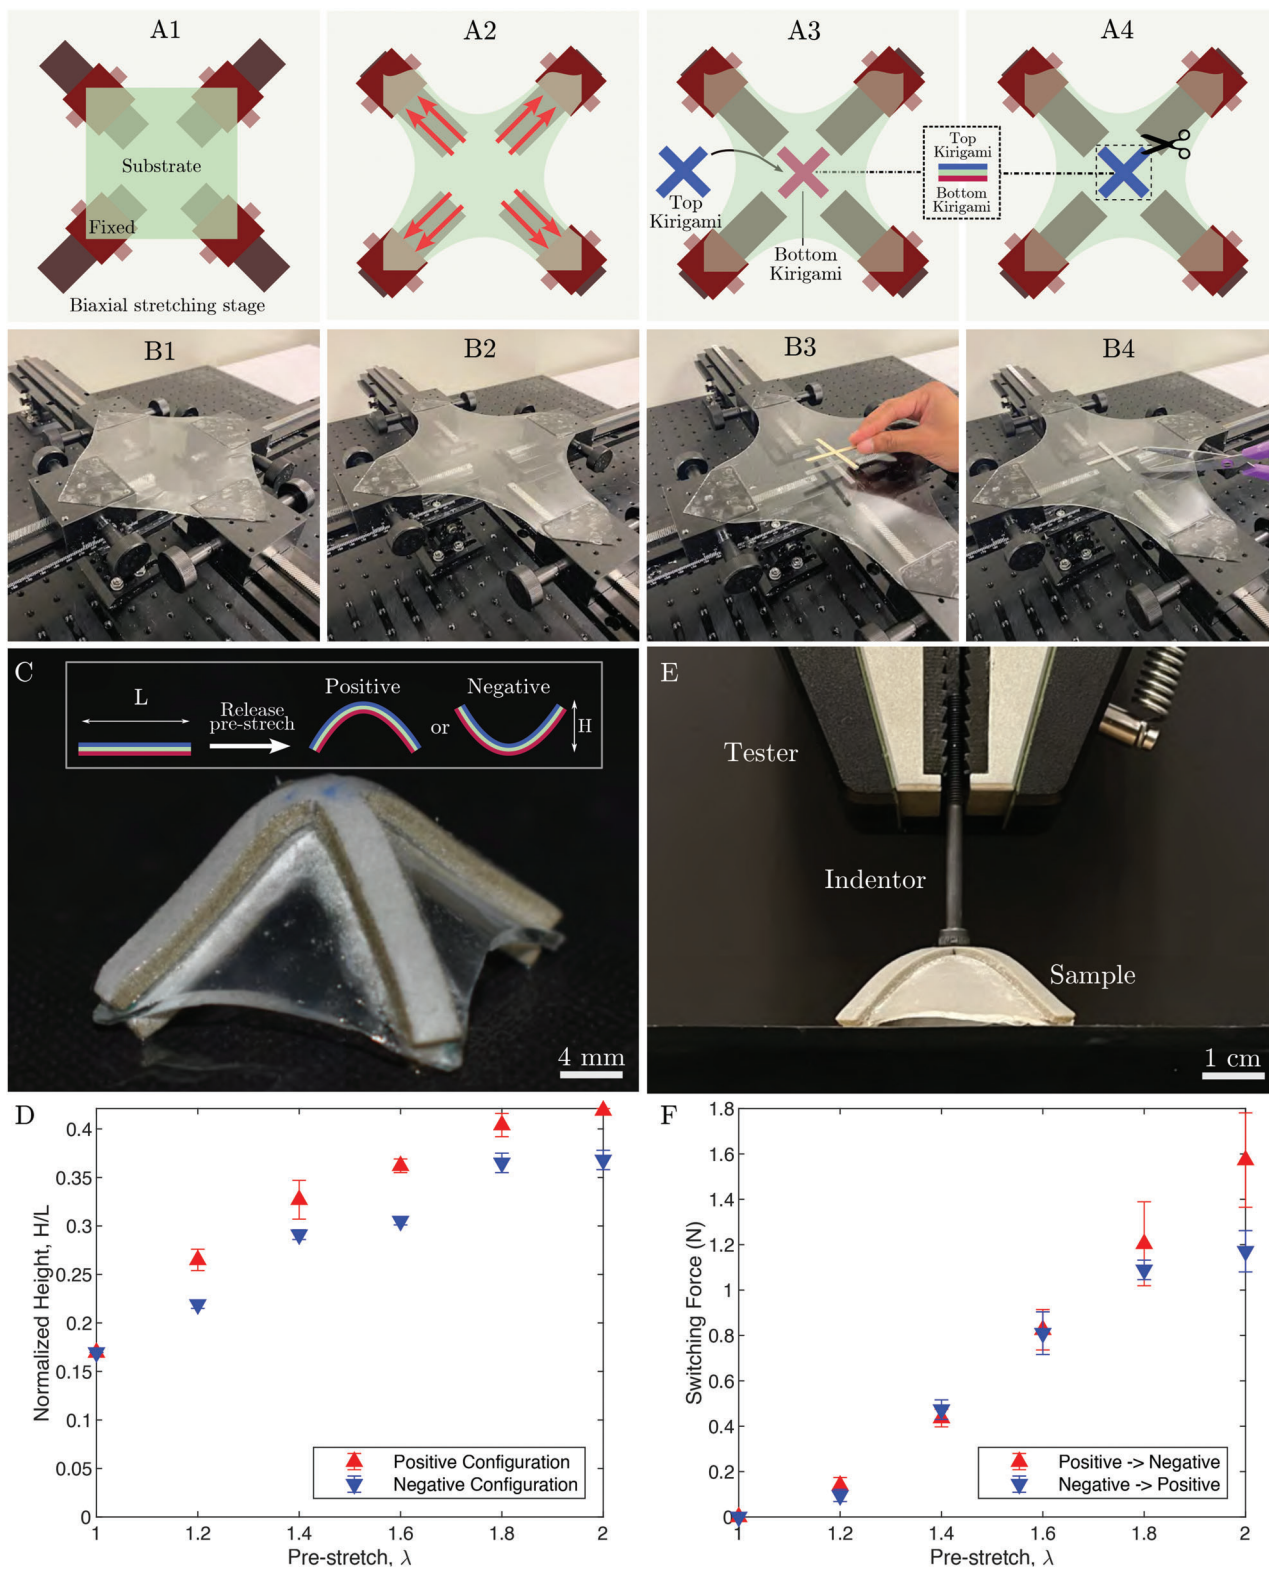 A1
Substrate
Fixed
Biaxial stretching stage
A2
A3
Top
Kirigami
Bottom
Kirigami
Top
Kirigami
Bottom
Kirigami
A4
B1
B2
B3
B4
C
L
Release
pre-strech
Positive
or
Negative
H
4 mm
E
Tester
Indentor
Sample
1 cm
D
Normalized Height, H/L
0.4
0.35
0.3
0.25
0.2
0.15
0.1
0.05
0
1
1.2
1.4
1.6
1.8
2
Pre-stretch, λ
Positive Configuration
Negative Configuration
F
Switching Force (N)
1.8
1.6
1.4
1.2
1
0.8
0.6
0.4
0.2
0
1
1.2
1.4
1.6
1.8
2
Pre-stretch, λ
Positive -> Negative
Negative -> Positive